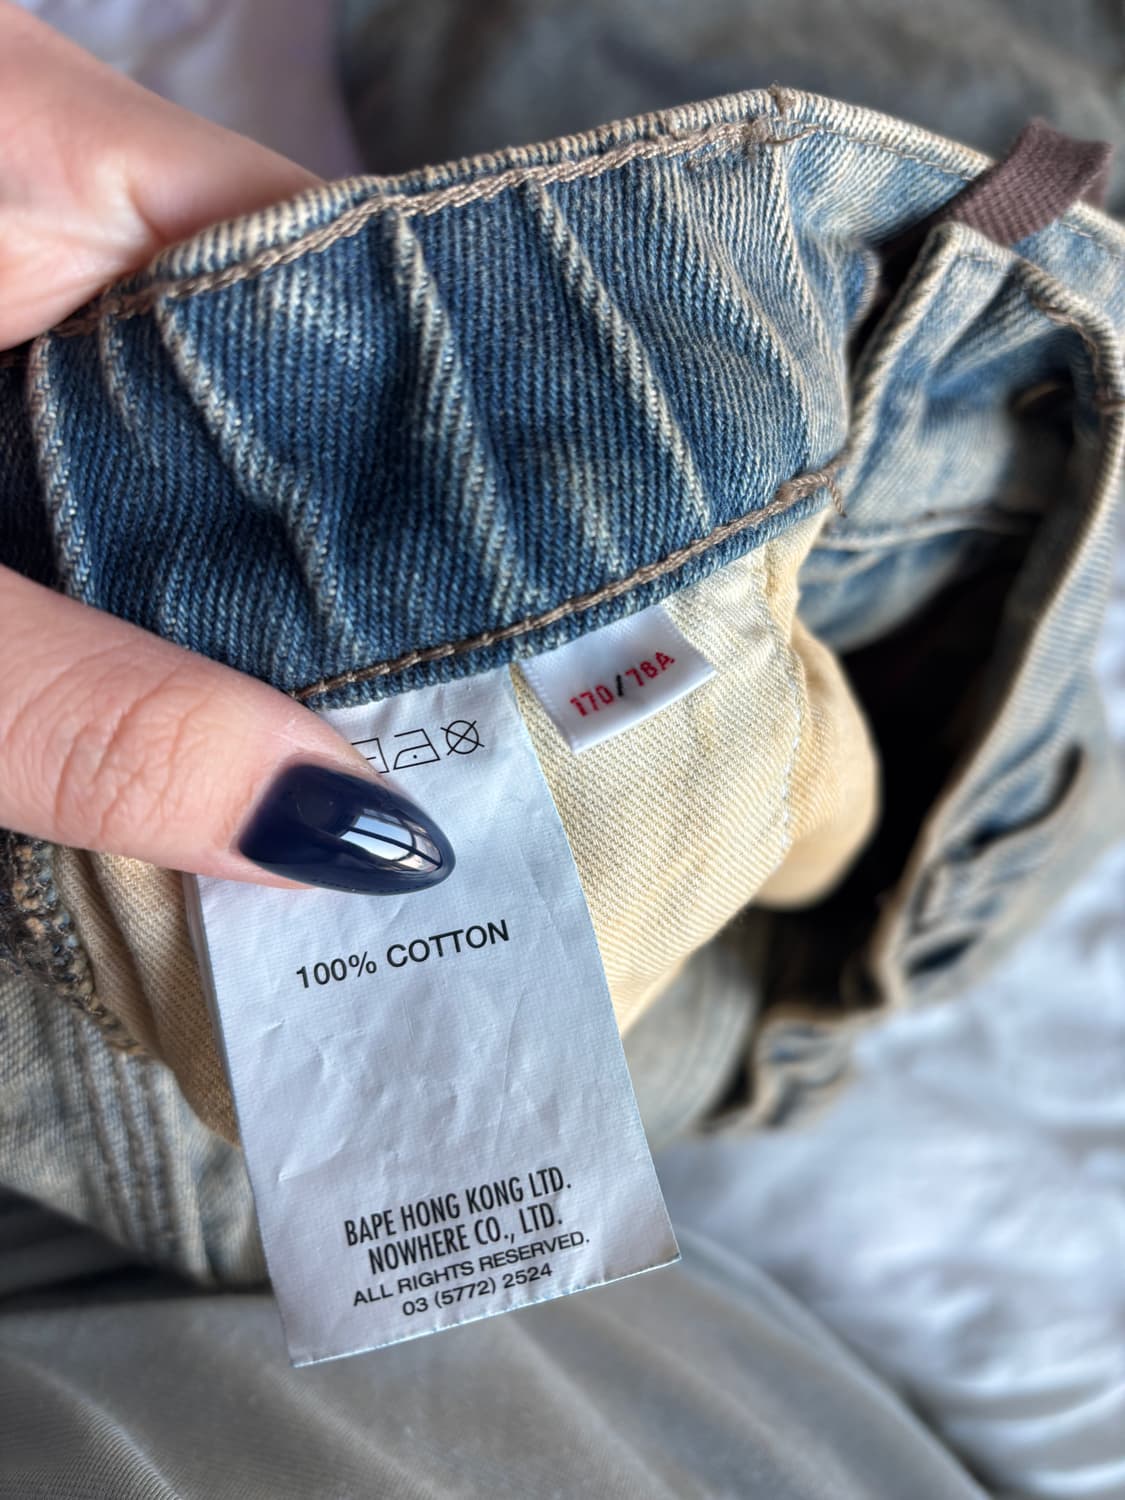 170/78A
100% COTTON
BAPE HONG KONG LTD.
NOWHERE CO., LTD.
ALL RIGHTS RESERVED.
03 (5772) 2524